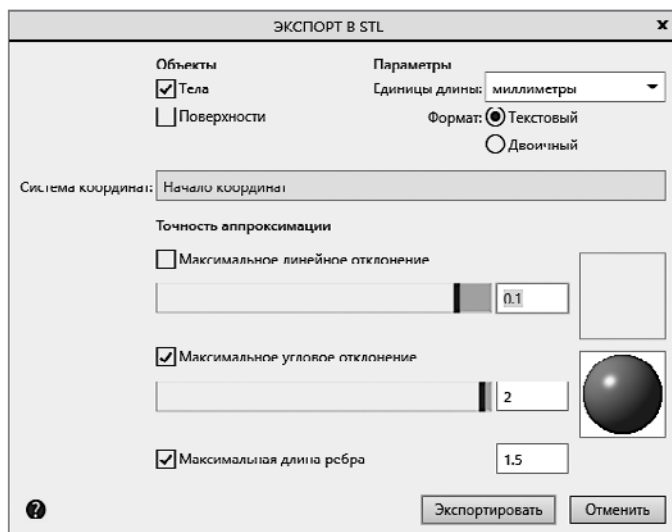 ЭКСПОРТ В STL x
Объекты Параметры
Тела Единицы длины: миллиметры
Поверхности Формат: Текстовый
Двоичный
Система координат: Начало координат
Точность аппроксимации
Максимальное линейное отклонение
0.1
Максимальное угловое отклонение
2
Максимальная длина ребра 1.5
? Экспортировать Отменить